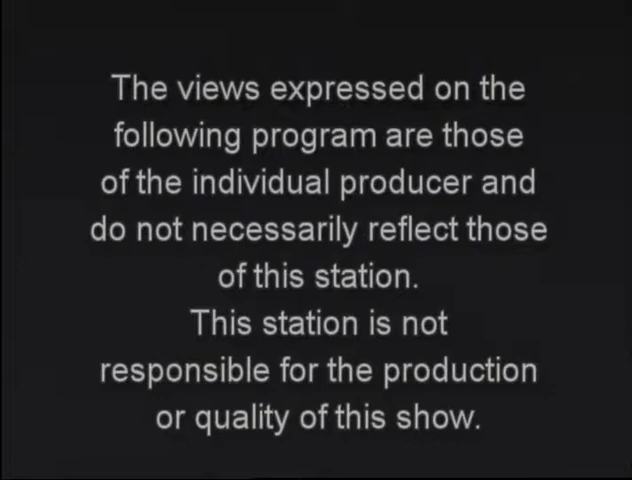 The views expressed on the
following program are those
of the individual producer and
do not necessarily reflect those
of this station.
This station is not
responsible for the production
or quality of this show.